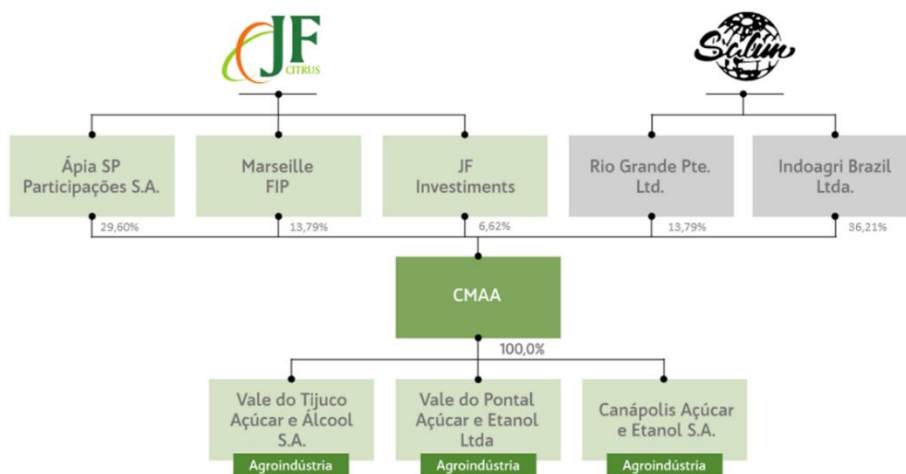 JF
CITRUS
Salim
Ápia SP
Participações S.A.
Marseille
FIP
JF
Investiments
Rio Grande Pte.
Ltd.
Indoagri Brazil
Ltda.
29,60%
13,79%
6,62%
13,79%
36,21%
CMAA
100,0%
Vale do Tijuco
Açúcar e Álcool
S.A.
Vale do Pontal
Açúcar e Etanol
Ltda
Canápolis Açúcar
e Etanol S.A.
Agroindústria
Agroindústria
Agroindústria